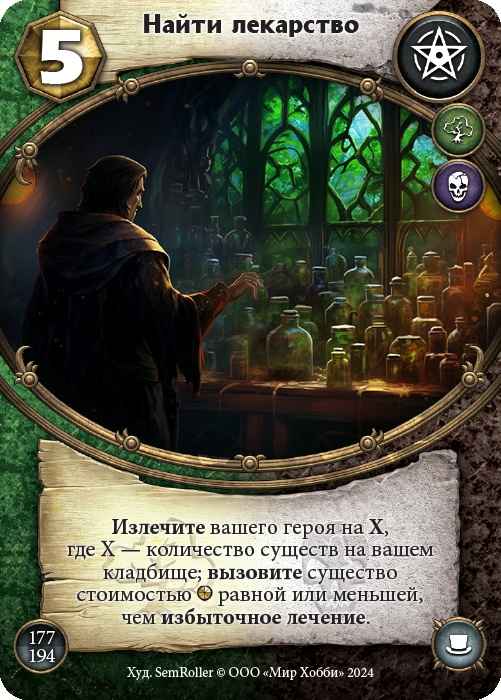 Найти лекарство
5
Излечите вашего героя на X,
где X — количество существ на вашем
кладбище; вызовите существо
стоимостью равной или меньшей,
чем избыточное лечение.
177
194
Худ. SemRoller © ООО «Мир Хобби» 2024